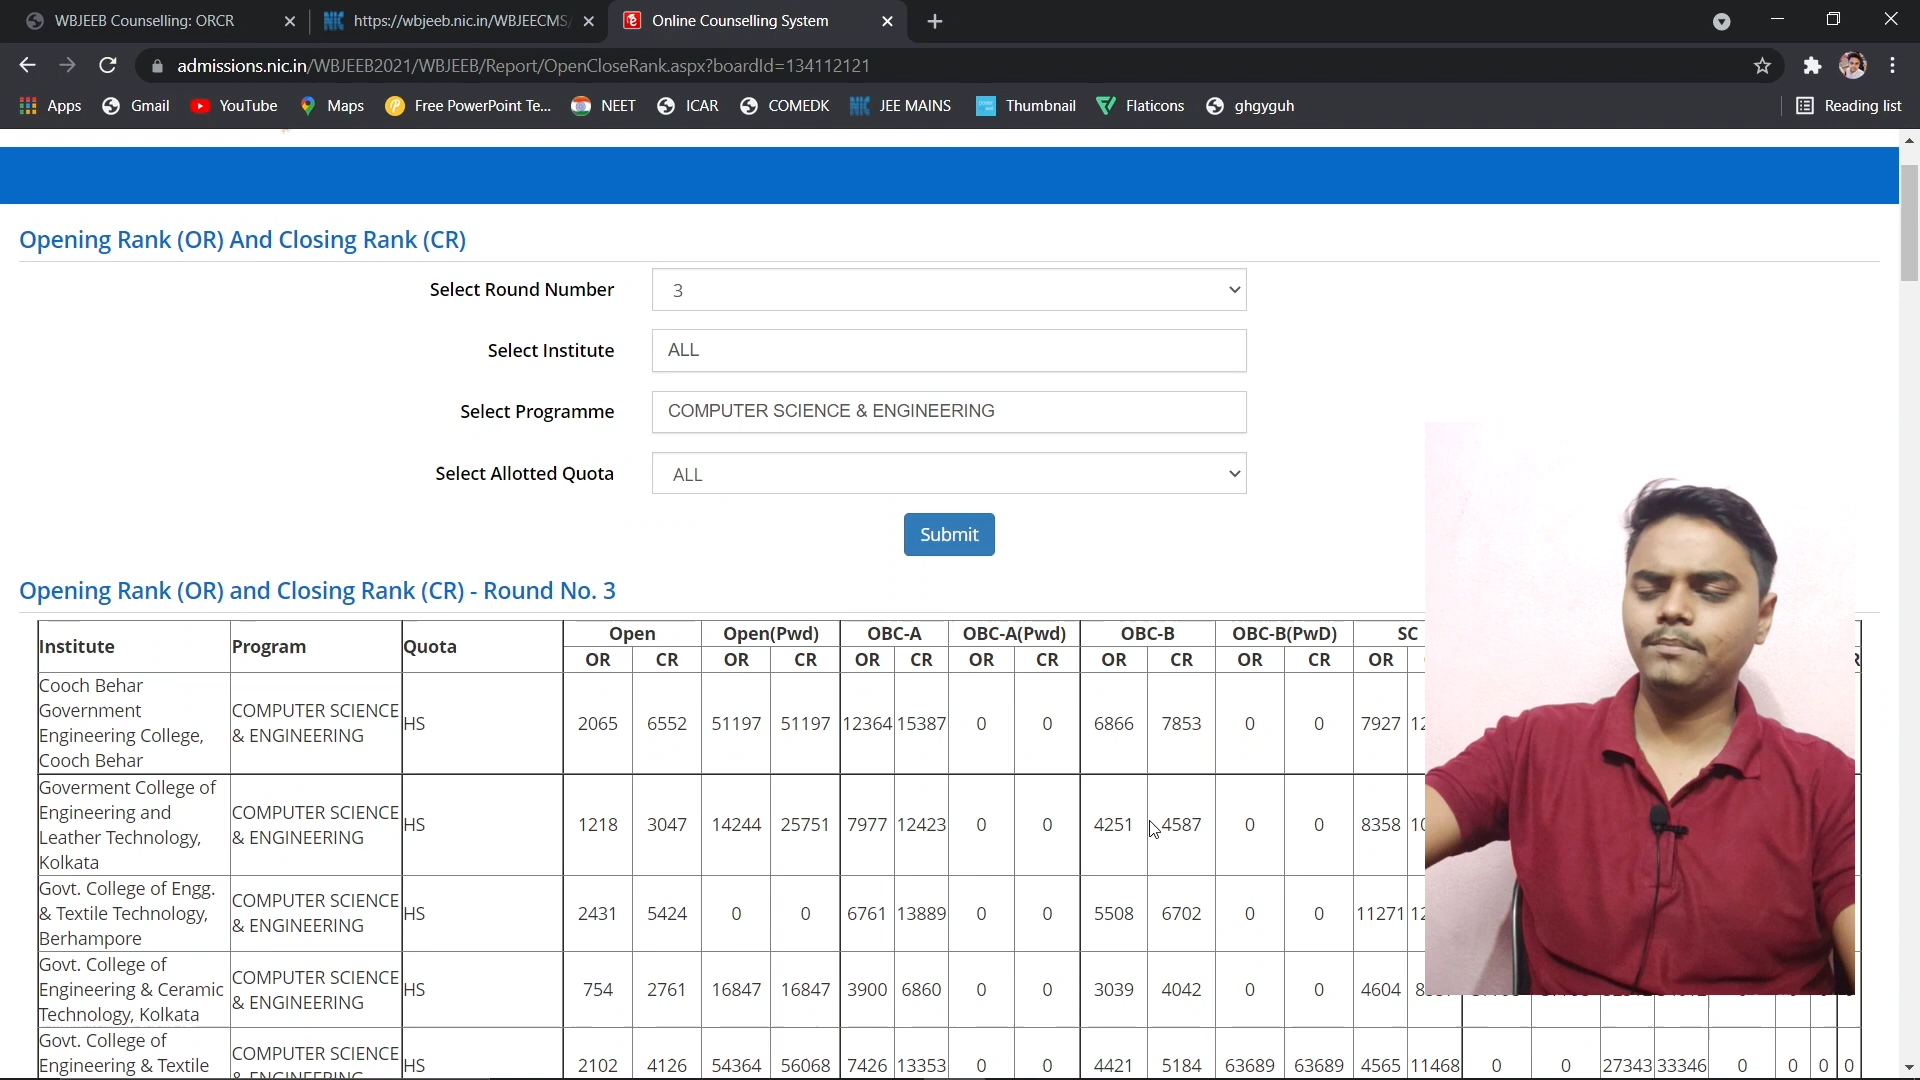 WBJEEB Counselling: ORCR
https://wbjeeb.nic.in/WBJEECMS/
Online Counselling System
admissions.nic.in/WBJEEB2021/WBJEEB/Report/OpenCloseRank.aspx?boardId=134112121
Apps Gmail YouTube Maps Free PowerPoint Te... NEET ICAR COMEDK JEE MAINS Thumbnail Flaticons ghgyguh Reading list
Opening Rank (OR) And Closing Rank (CR)
Select Round Number 3
Select Institute ALL
Select Programme COMPUTER SCIENCE & ENGINEERING
Select Allotted Quota ALL
Submit
Opening Rank (OR) and Closing Rank (CR) - Round No. 3
Institute Program Quota Open Open(Pwd) OBC-A OBC-A(Pwd) OBC-B OBC-B(PwD) SC
OR CR OR CR OR CR OR CR OR CR OR CR OR
Cooch Behar
Government
Engineering College,
Cooch Behar
COMPUTER SCIENCE
& ENGINEERING
HS 2065 6552 51197 51197 12364 15387 0 0 6866 7853 0 0 7927
Goverment College of
Engineering and
Leather Technology,
Kolkata
COMPUTER SCIENCE
& ENGINEERING
HS 1218 3047 14244 25751 7977 12423 0 0 4251 4587 0 0 8358
Govt. College of Engg.
& Textile Technology,
Berhampore
COMPUTER SCIENCE
& ENGINEERING
HS 2431 5424 0 0 6761 13889 0 0 5508 6702 0 0 11271
Govt. College of
Engineering & Ceramic
Technology, Kolkata
COMPUTER SCIENCE
& ENGINEERING
HS 754 2761 16847 16847 3900 6860 0 0 3039 4042 0 0 4604
Govt. College of
Engineering & Textile
COMPUTER SCIENCE
& ENGINEERING
HS 2102 4126 54364 56068 7426 13353 0 0 4421 5184 63689 63689 4565 11468 0 0 27343 33346 0 0 0 0